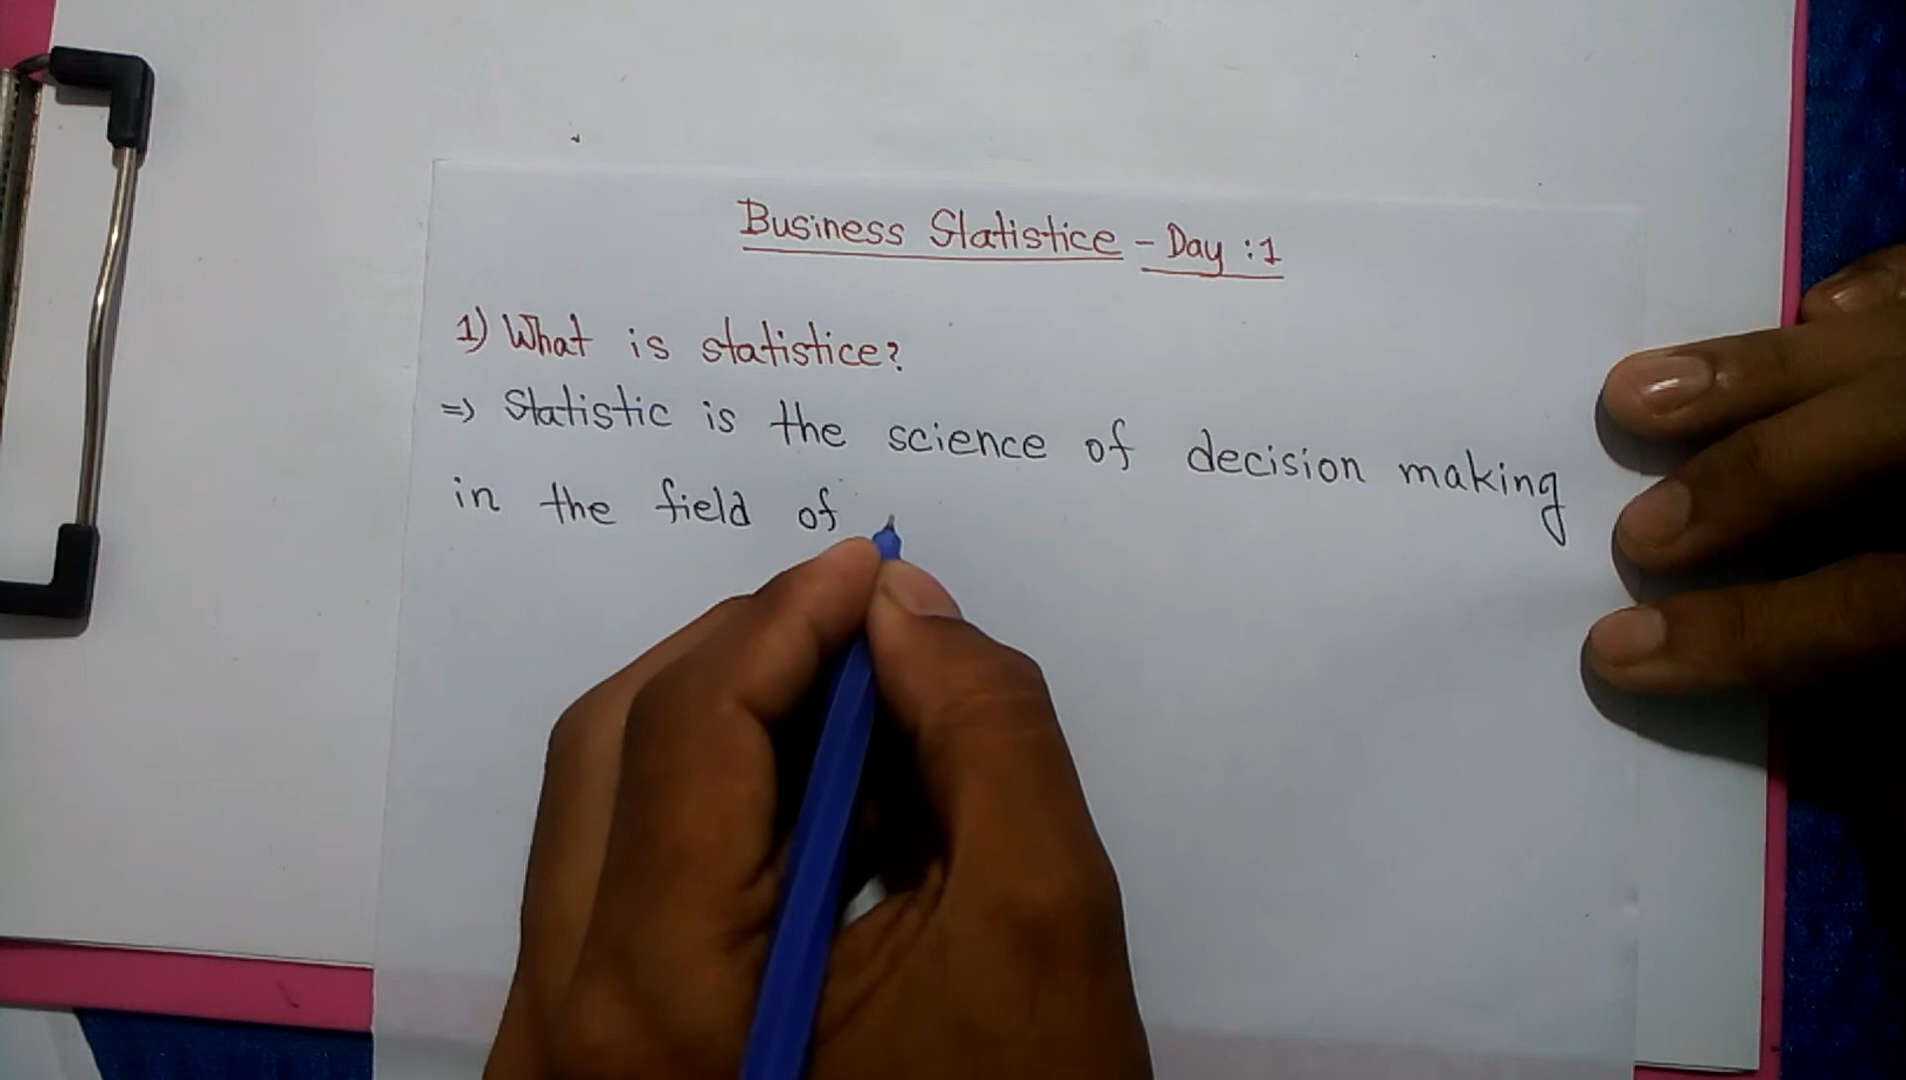 Business Statistice - Day : 1
1) What is statistice?
⇒ Statistic is the science of decision making
in the field of